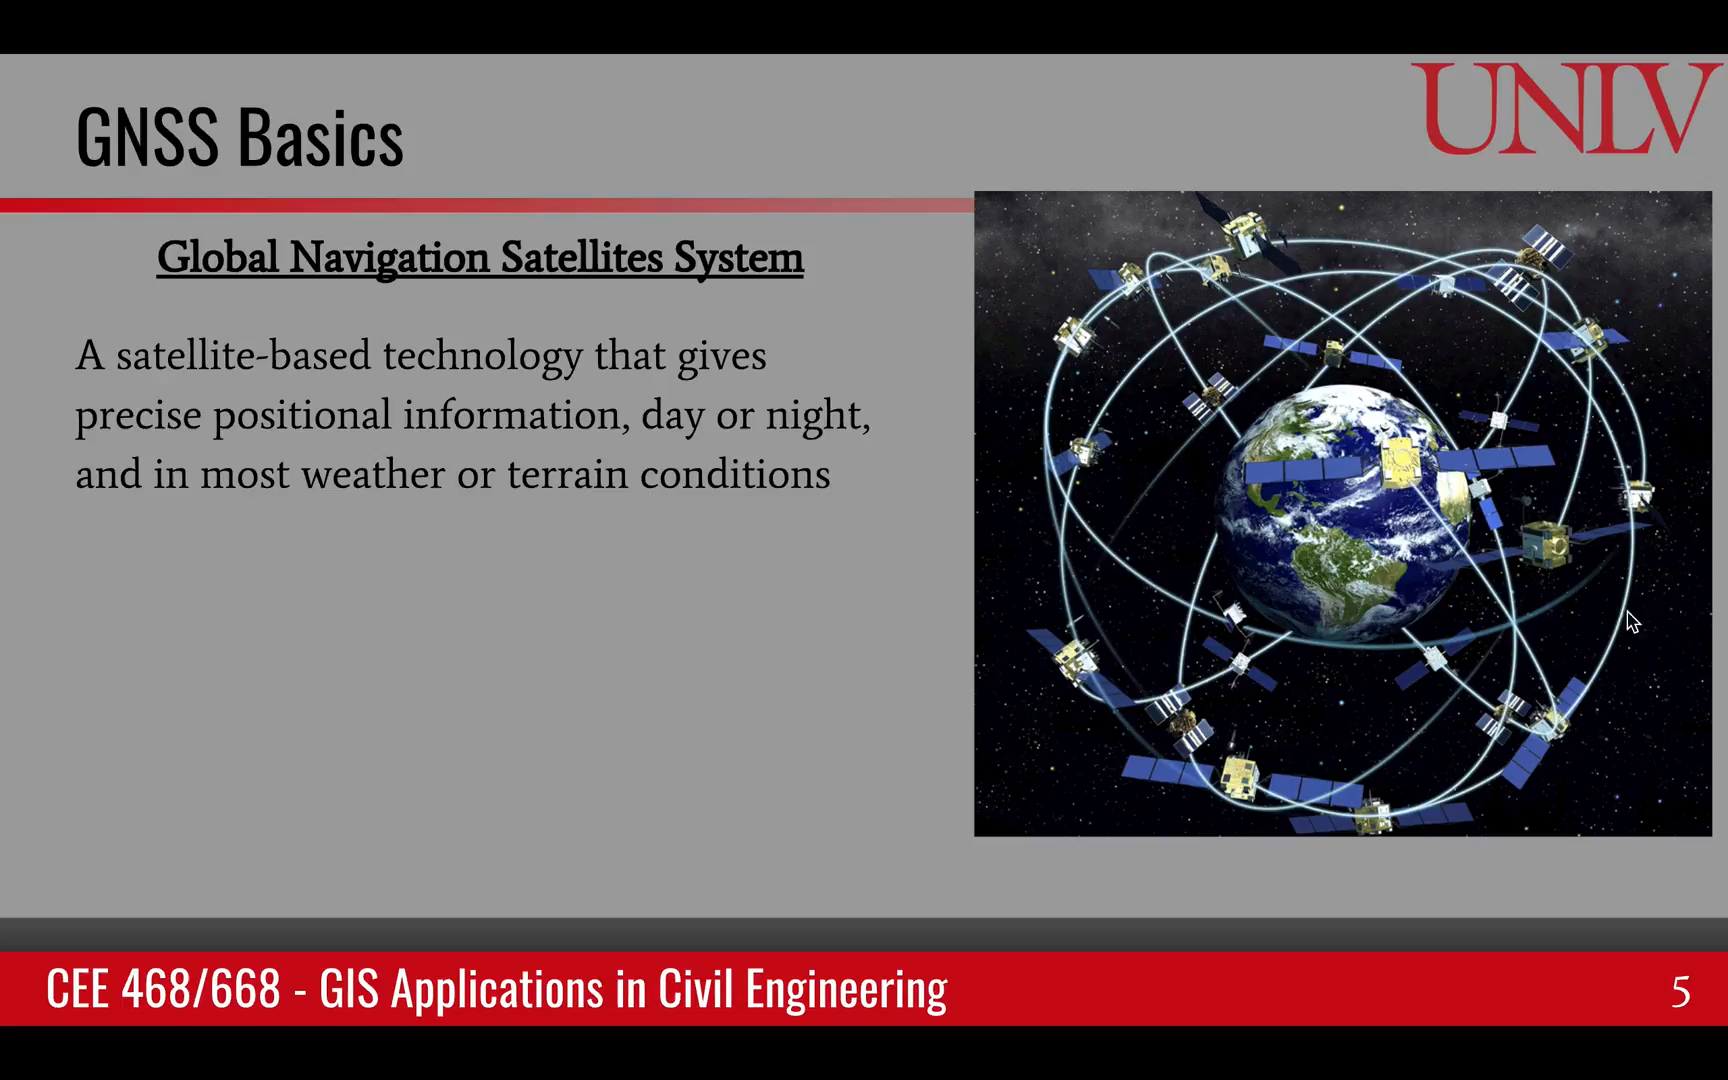 UNLV
GNSS Basics
Global Navigation Satellites System
A satellite-based technology that gives
precise positional information, day or night,
and in most weather or terrain conditions
CEE 468/668 - GIS Applications in Civil Engineering
5